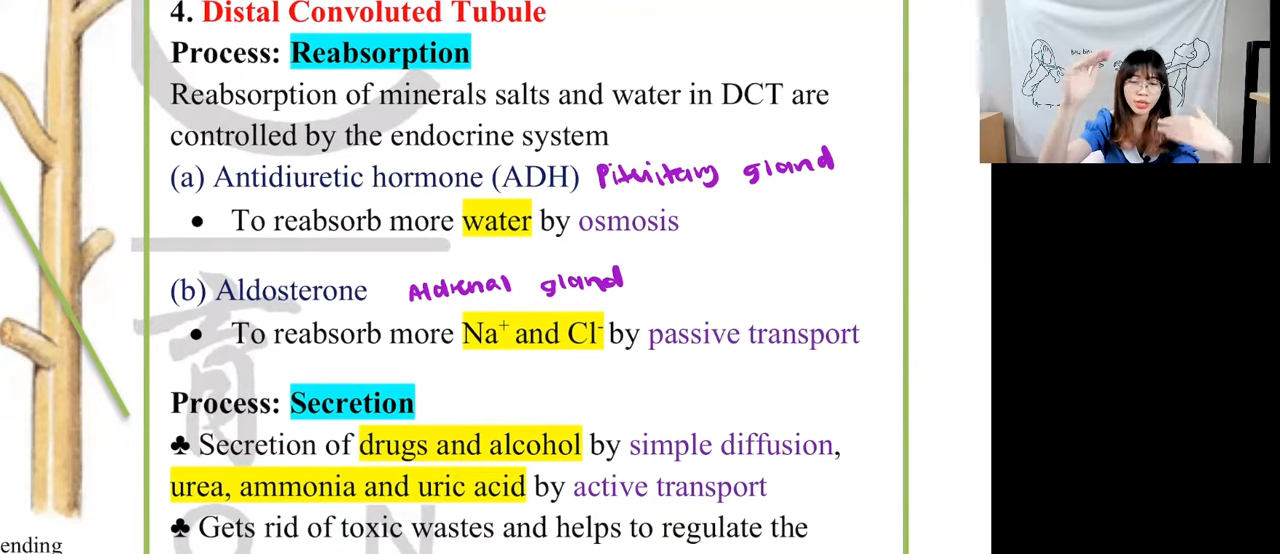 4. Distal Convoluted Tubule
Process: Reabsorption
Reabsorption of minerals salts and water in DCT are
controlled by the endocrine system
(a) Antidiuretic hormone (ADH) Pituitary gland
• To reabsorb more water by osmosis
(b) Aldosterone Adrenal gland
• To reabsorb more Na⁺ and Cl⁻ by passive transport
Process: Secretion
♣ Secretion of drugs and alcohol by simple diffusion,
urea, ammonia and uric acid by active transport
♣ Gets rid of toxic wastes and helps to regulate the
ending
育
O N